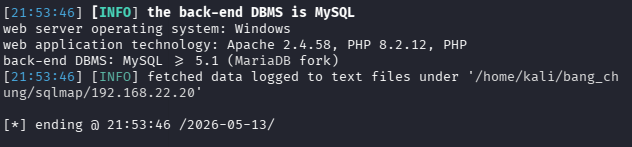 [21:53:46] [INFO] the back-end DBMS is MySQL
web server operating system: Windows
web application technology: Apache 2.4.58, PHP 8.2.12, PHP
back-end DBMS: MySQL ≥ 5.1 (MariaDB fork)
[21:53:46] [INFO] fetched data logged to text files under '/home/kali/bang_ch
ung/sqlmap/192.168.22.20'
[*] ending @ 21:53:46 /2026-05-13/